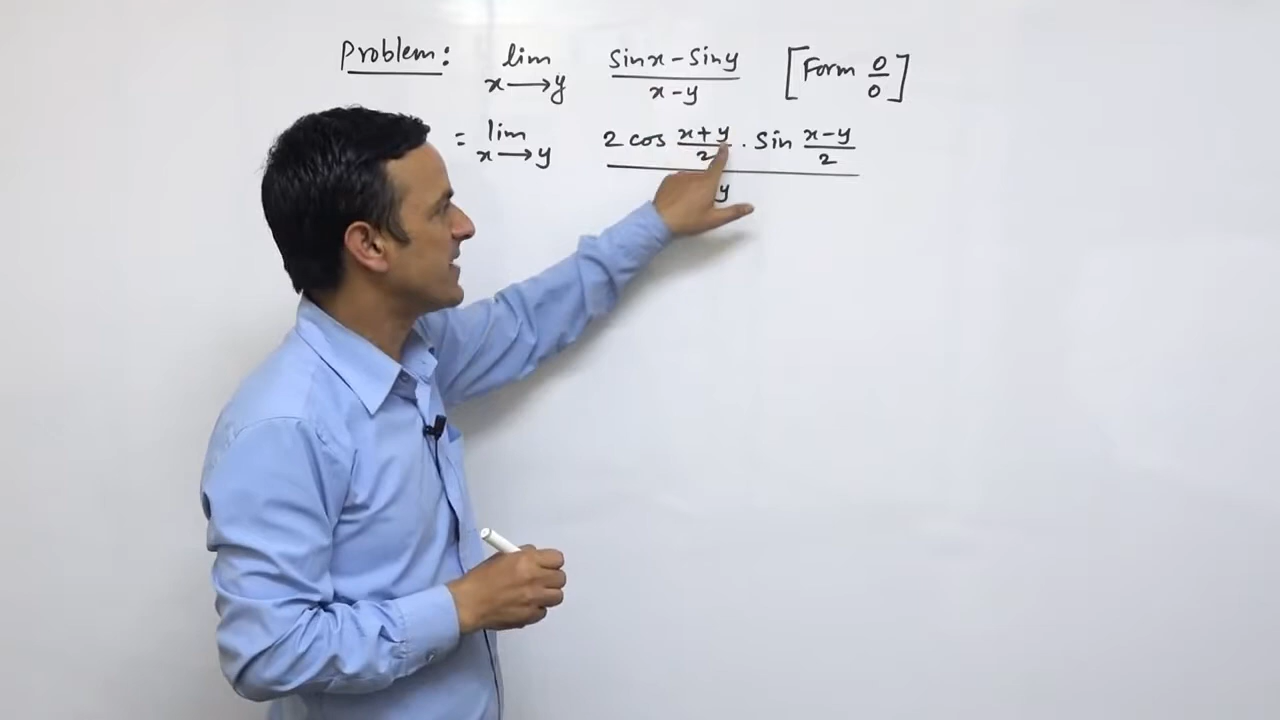 Problem: lim sinx - siny [Form 0/0]
x→y x-y
= lim 2 cos x+y/2 . sin x-y/2
x→y y